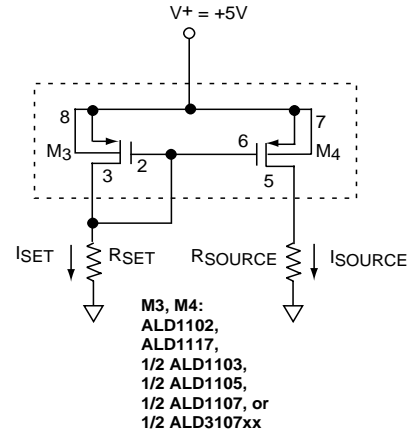 V+ = +5V
8
7
M3
2
6
M4
3
5
ISET
RSET
RSOURCE
ISOURCE
M3, M4:
ALD1102,
ALD1117,
1/2 ALD1103,
1/2 ALD1105,
1/2 ALD1107, or
1/2 ALD3107xx